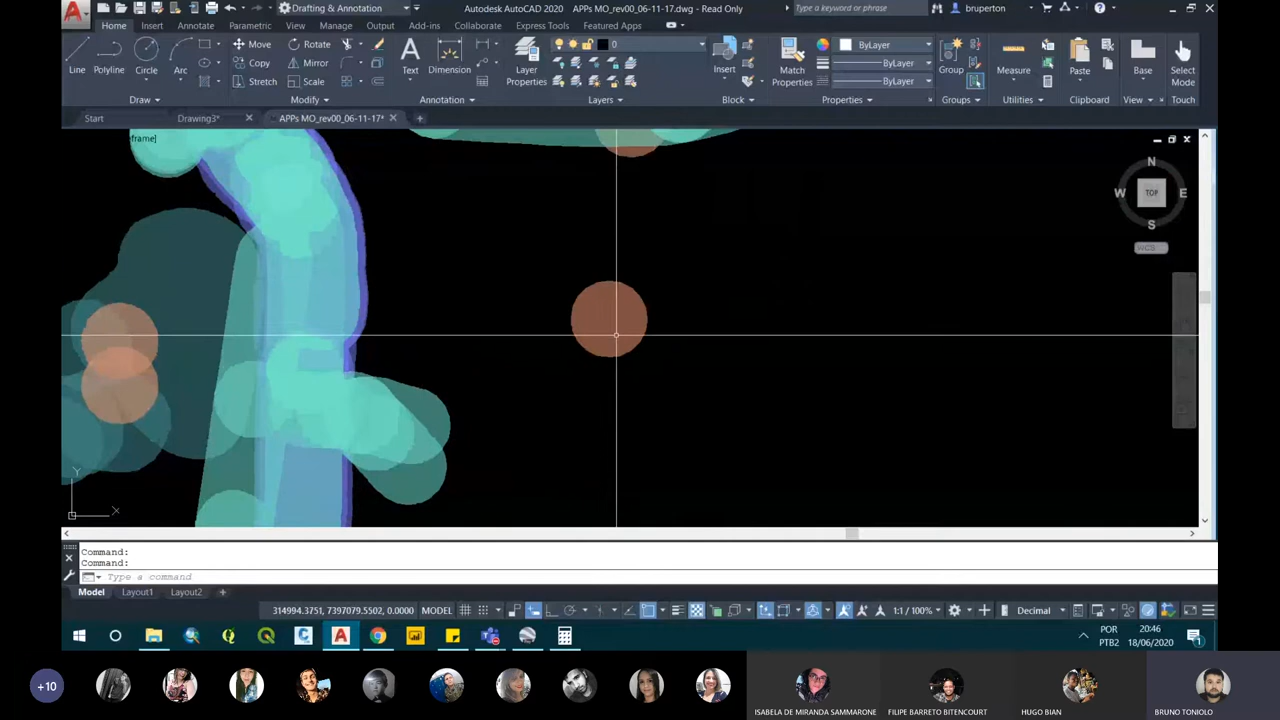 Drafting & Annotation
Autodesk AutoCAD 2020 APPs MO_rev00_06-11-17.dwg - Read Only
Type a keyword or phrase
bruperton
Home Insert Annotate Parametric View Manage Output Add-ins Collaborate Express Tools Featured Apps
Line Polyline Circle Arc
Move Rotate
Copy Mirror
Stretch Scale
Text Dimension
Layer Properties
0
Insert
Match Properties
ByLayer
ByLayer
ByLayer
Group Measure Paste Base
Select Mode
Draw Modify Annotation Layers Block Properties Groups Utilities Clipboard View Touch
Start Drawing3* APPs MO_rev00_06-11-17*
frame]
N
W TOP E
S
WCS
Y
X
Command:
Command:
Type a command
Model Layout1 Layout2
314994.3751, 7397079.5502, 0.0000 MODEL 1:1 / 100% Decimal
POR
PTB2
20:46
18/06/2020
1
+10
ISABELA DE MIRANDA SAMMARONE FILIPE BARRETO BITENCOURT HUGO BIAN BRUNO TONIOLO